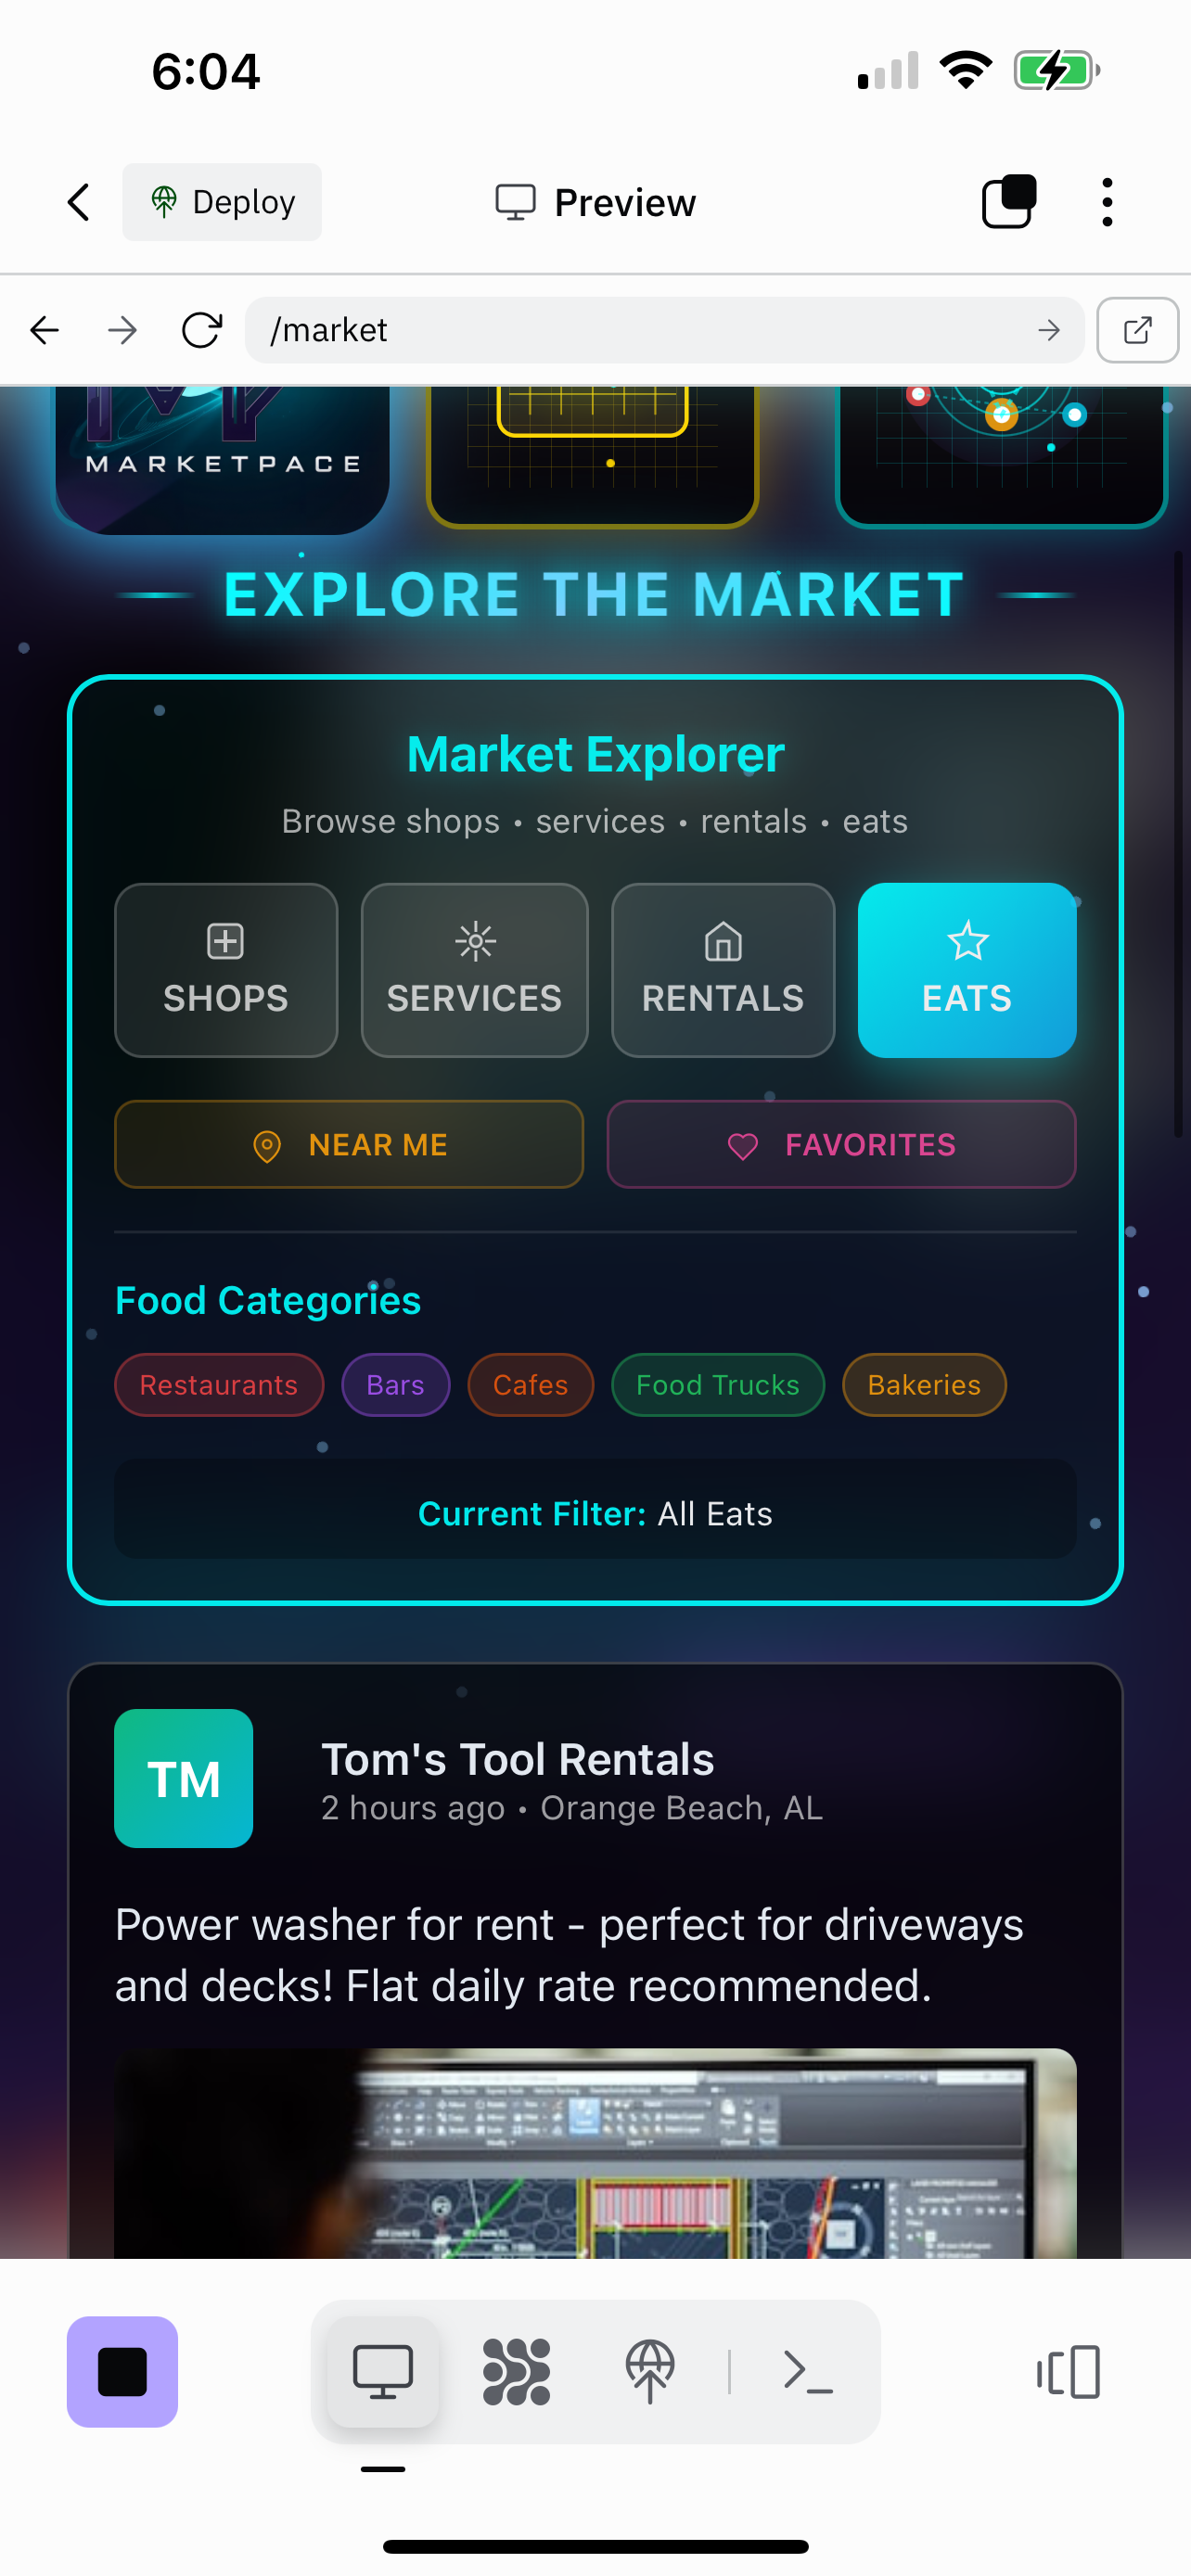 6:04
Deploy
Preview
/market
MY
MARKETPACE
EXPLORE THE MARKET
Market Explorer
Browse shops • services • rentals • eats
SHOPS
SERVICES
RENTALS
EATS
NEAR ME
FAVORITES
Food Categories
Restaurants
Bars
Cafes
Food Trucks
Bakeries
Current Filter: All Eats
TM
Tom's Tool Rentals
2 hours ago • Orange Beach, AL
Power washer for rent - perfect for driveways
and decks! Flat daily rate recommended.